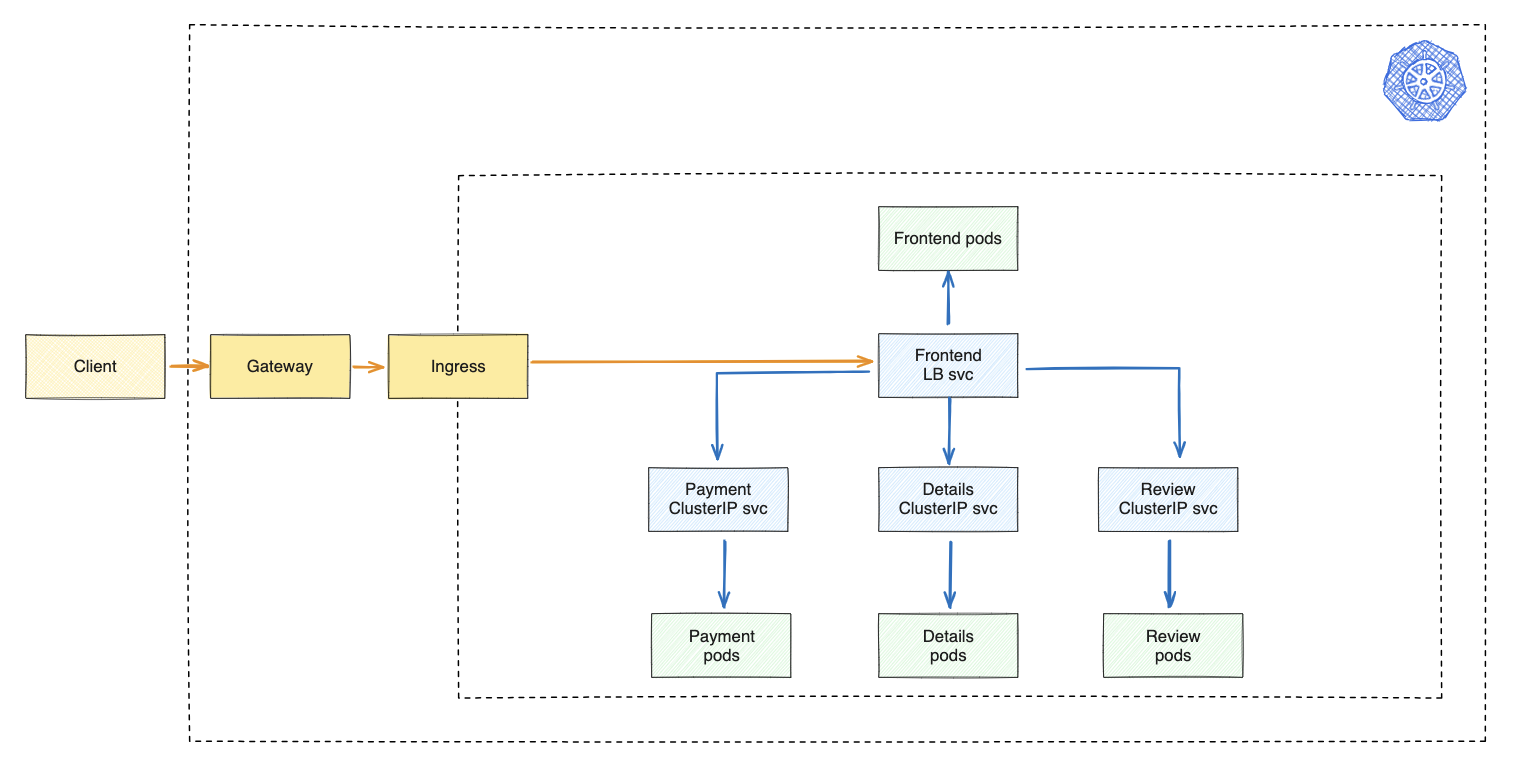 Frontend pods
Client
Gateway
Ingress
Frontend
LB svc
Payment
ClusterIP svc
Details
ClusterIP svc
Review
ClusterIP svc
Payment
pods
Details
pods
Review
pods